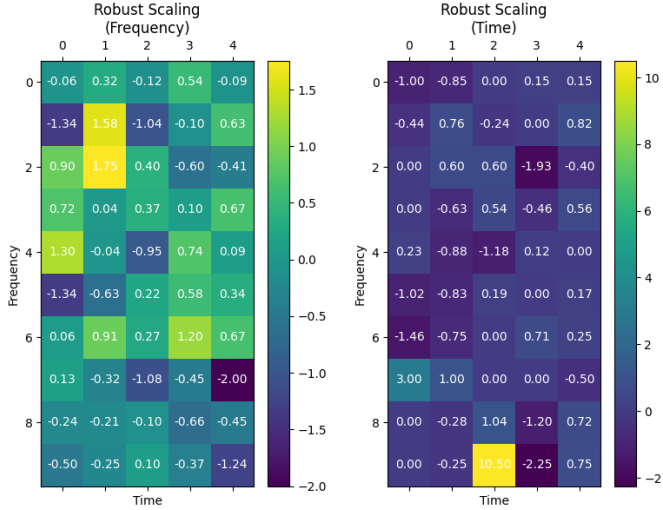 Robust Scaling
(Frequency)
0 1 2 3 4
0 -0.06 0.32 -0.12 0.54 -0.09
-1.34 1.58 -1.04 -0.10 0.63
2 0.90 1.75 0.40 -0.60 -0.41
0.72 0.04 0.37 0.10 0.67
4 1.30 -0.04 -0.95 0.74 0.09
-1.34 -0.63 0.22 0.58 0.34
6 0.06 0.91 0.27 1.20 0.67
0.13 -0.32 -1.08 -0.45 -2.00
8 -0.24 -0.21 -0.10 -0.66 -0.45
-0.50 -0.25 0.10 -0.37 -1.24
Frequency
Time
1.5
1.0
0.5
0.0
-0.5
-1.0
-1.5
-2.0
Robust Scaling
(Time)
0 1 2 3 4
0 -1.00 -0.85 0.00 0.15 0.15
-0.44 0.76 -0.24 0.00 0.82
2 0.00 0.60 0.60 -1.93 -0.40
0.00 -0.63 0.54 -0.46 0.56
4 0.23 -0.88 -1.18 0.12 0.00
-1.02 -0.83 0.19 0.00 0.17
6 -1.46 -0.75 0.00 0.71 0.25
3.00 1.00 0.00 0.00 -0.50
8 0.00 -0.28 1.04 -1.20 0.72
0.00 -0.25 10.50 -2.25 0.75
Frequency
Time
10
8
6
4
2
0
-2